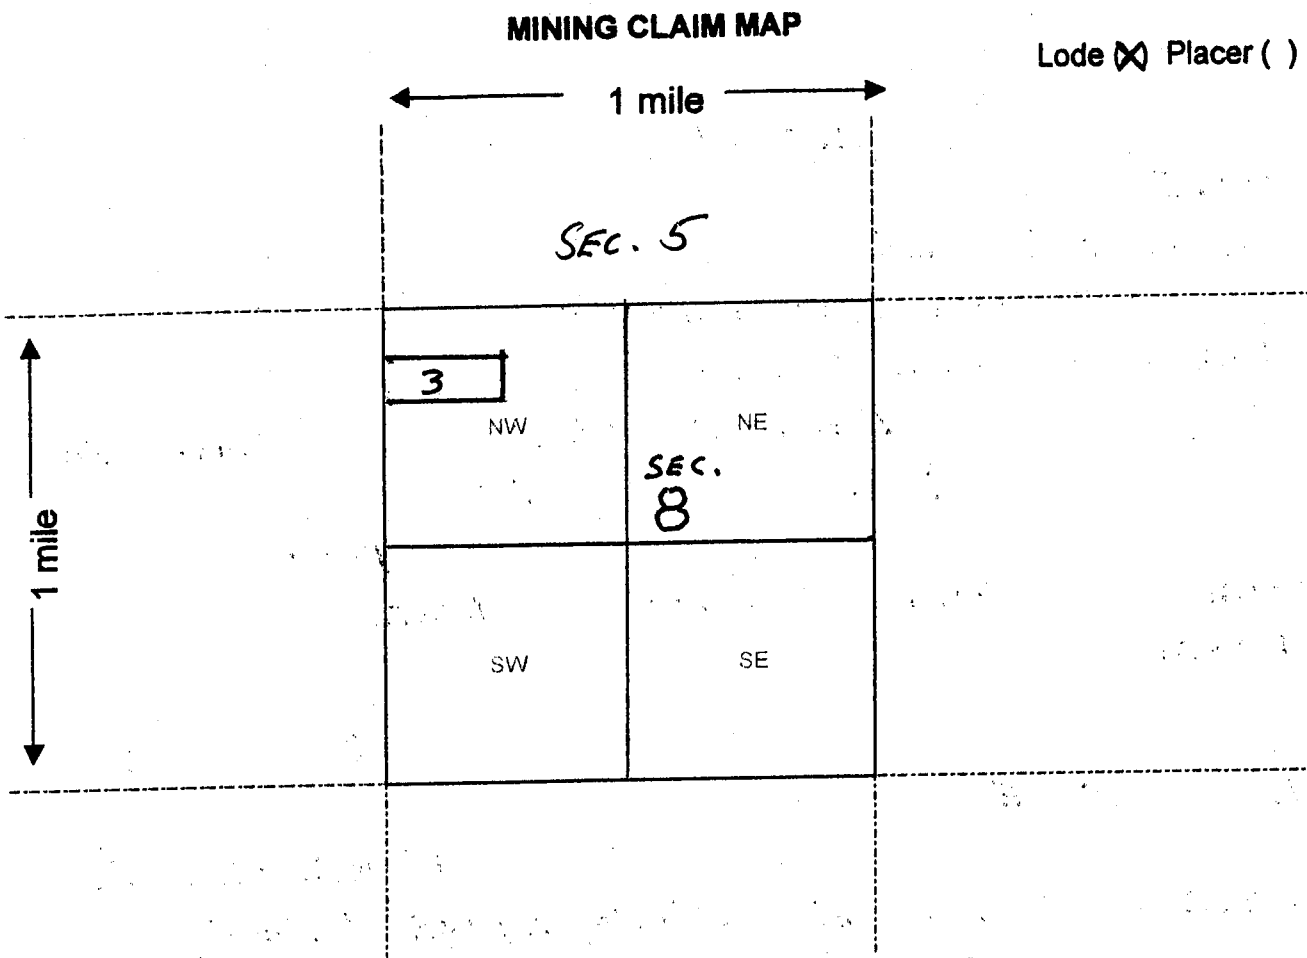 MINING CLAIM MAP
Lode (X) Placer ( )
1 mile
SEC. 5
3
NW
NE
SEC.
8
1 mile
SW
SE